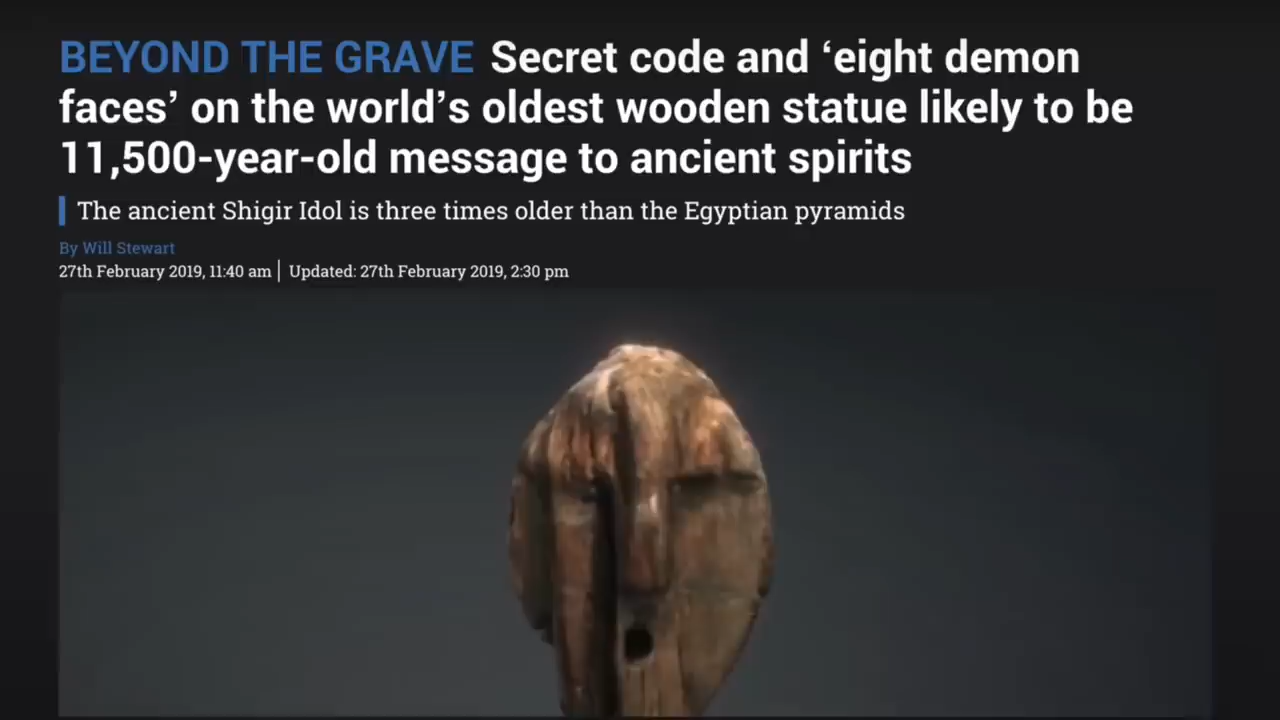 BEYOND THE GRAVE Secret code and ‘eight demon
faces’ on the world’s oldest wooden statue likely to be
11,500-year-old message to ancient spirits
The ancient Shigir Idol is three times older than the Egyptian pyramids
By Will Stewart
27th February 2019, 11:40 am | Updated: 27th February 2019, 2:30 pm